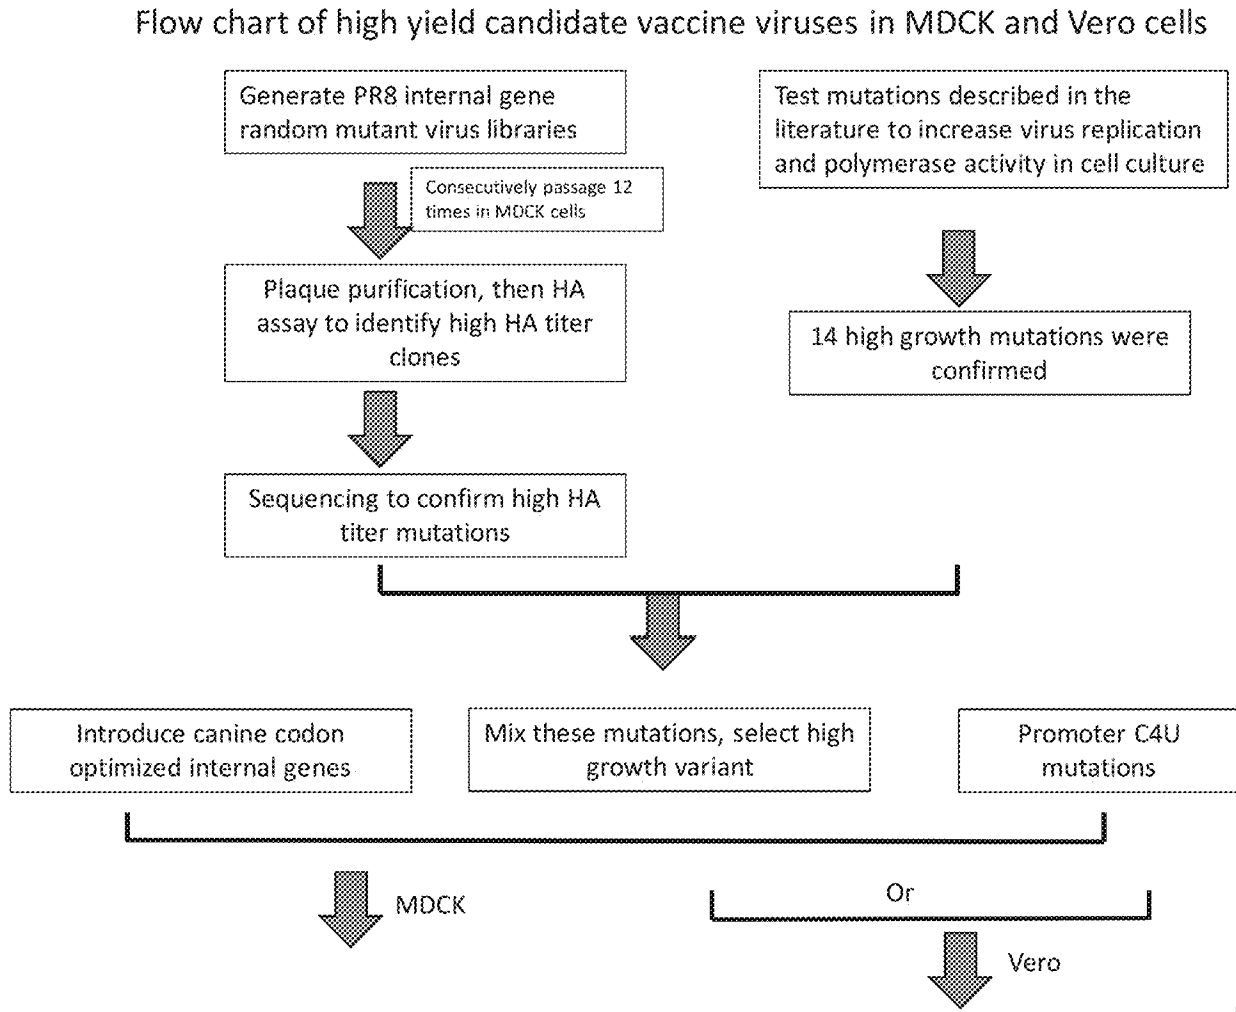 Flow chart of high yield candidate vaccine viruses in MDCK and Vero cells
Generate PR8 internal gene
random mutant virus libraries
Test mutations described in the
literature to increase virus replication
and polymerase activity in cell culture
Consecutively passage 12
times in MDCK cells
Plaque purification, then HA
assay to identify high HA titer
clones
14 high growth mutations were
confirmed
Sequencing to confirm high HA
titer mutations
Introduce canine codon
optimized internal genes
Mix these mutations, select high
growth variant
Promoter C4U
mutations
MDCK
Or
Vero